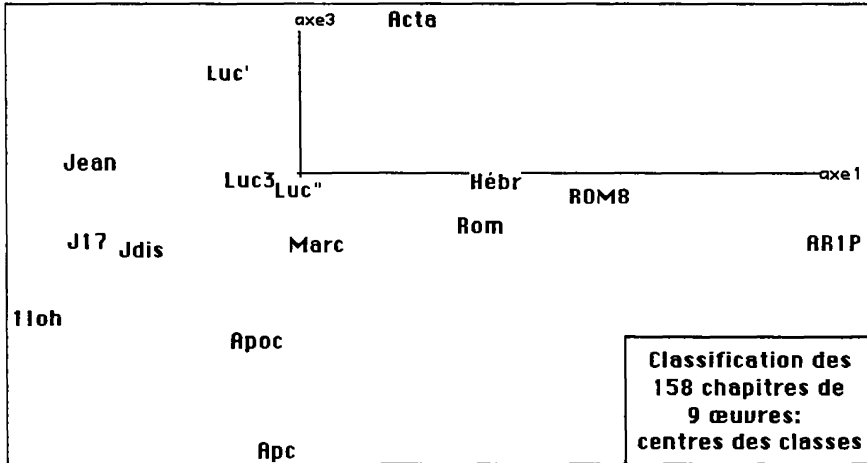 axe3 Acta
Luc'
Jean
Luc3 Luc" Hébr axe1
ROM8
Rom
J17 Jdis Marc AR1P
1Ioh
Apoc
Classification des
158 chapitres de
9 œuvres:
centres des classes
Apc